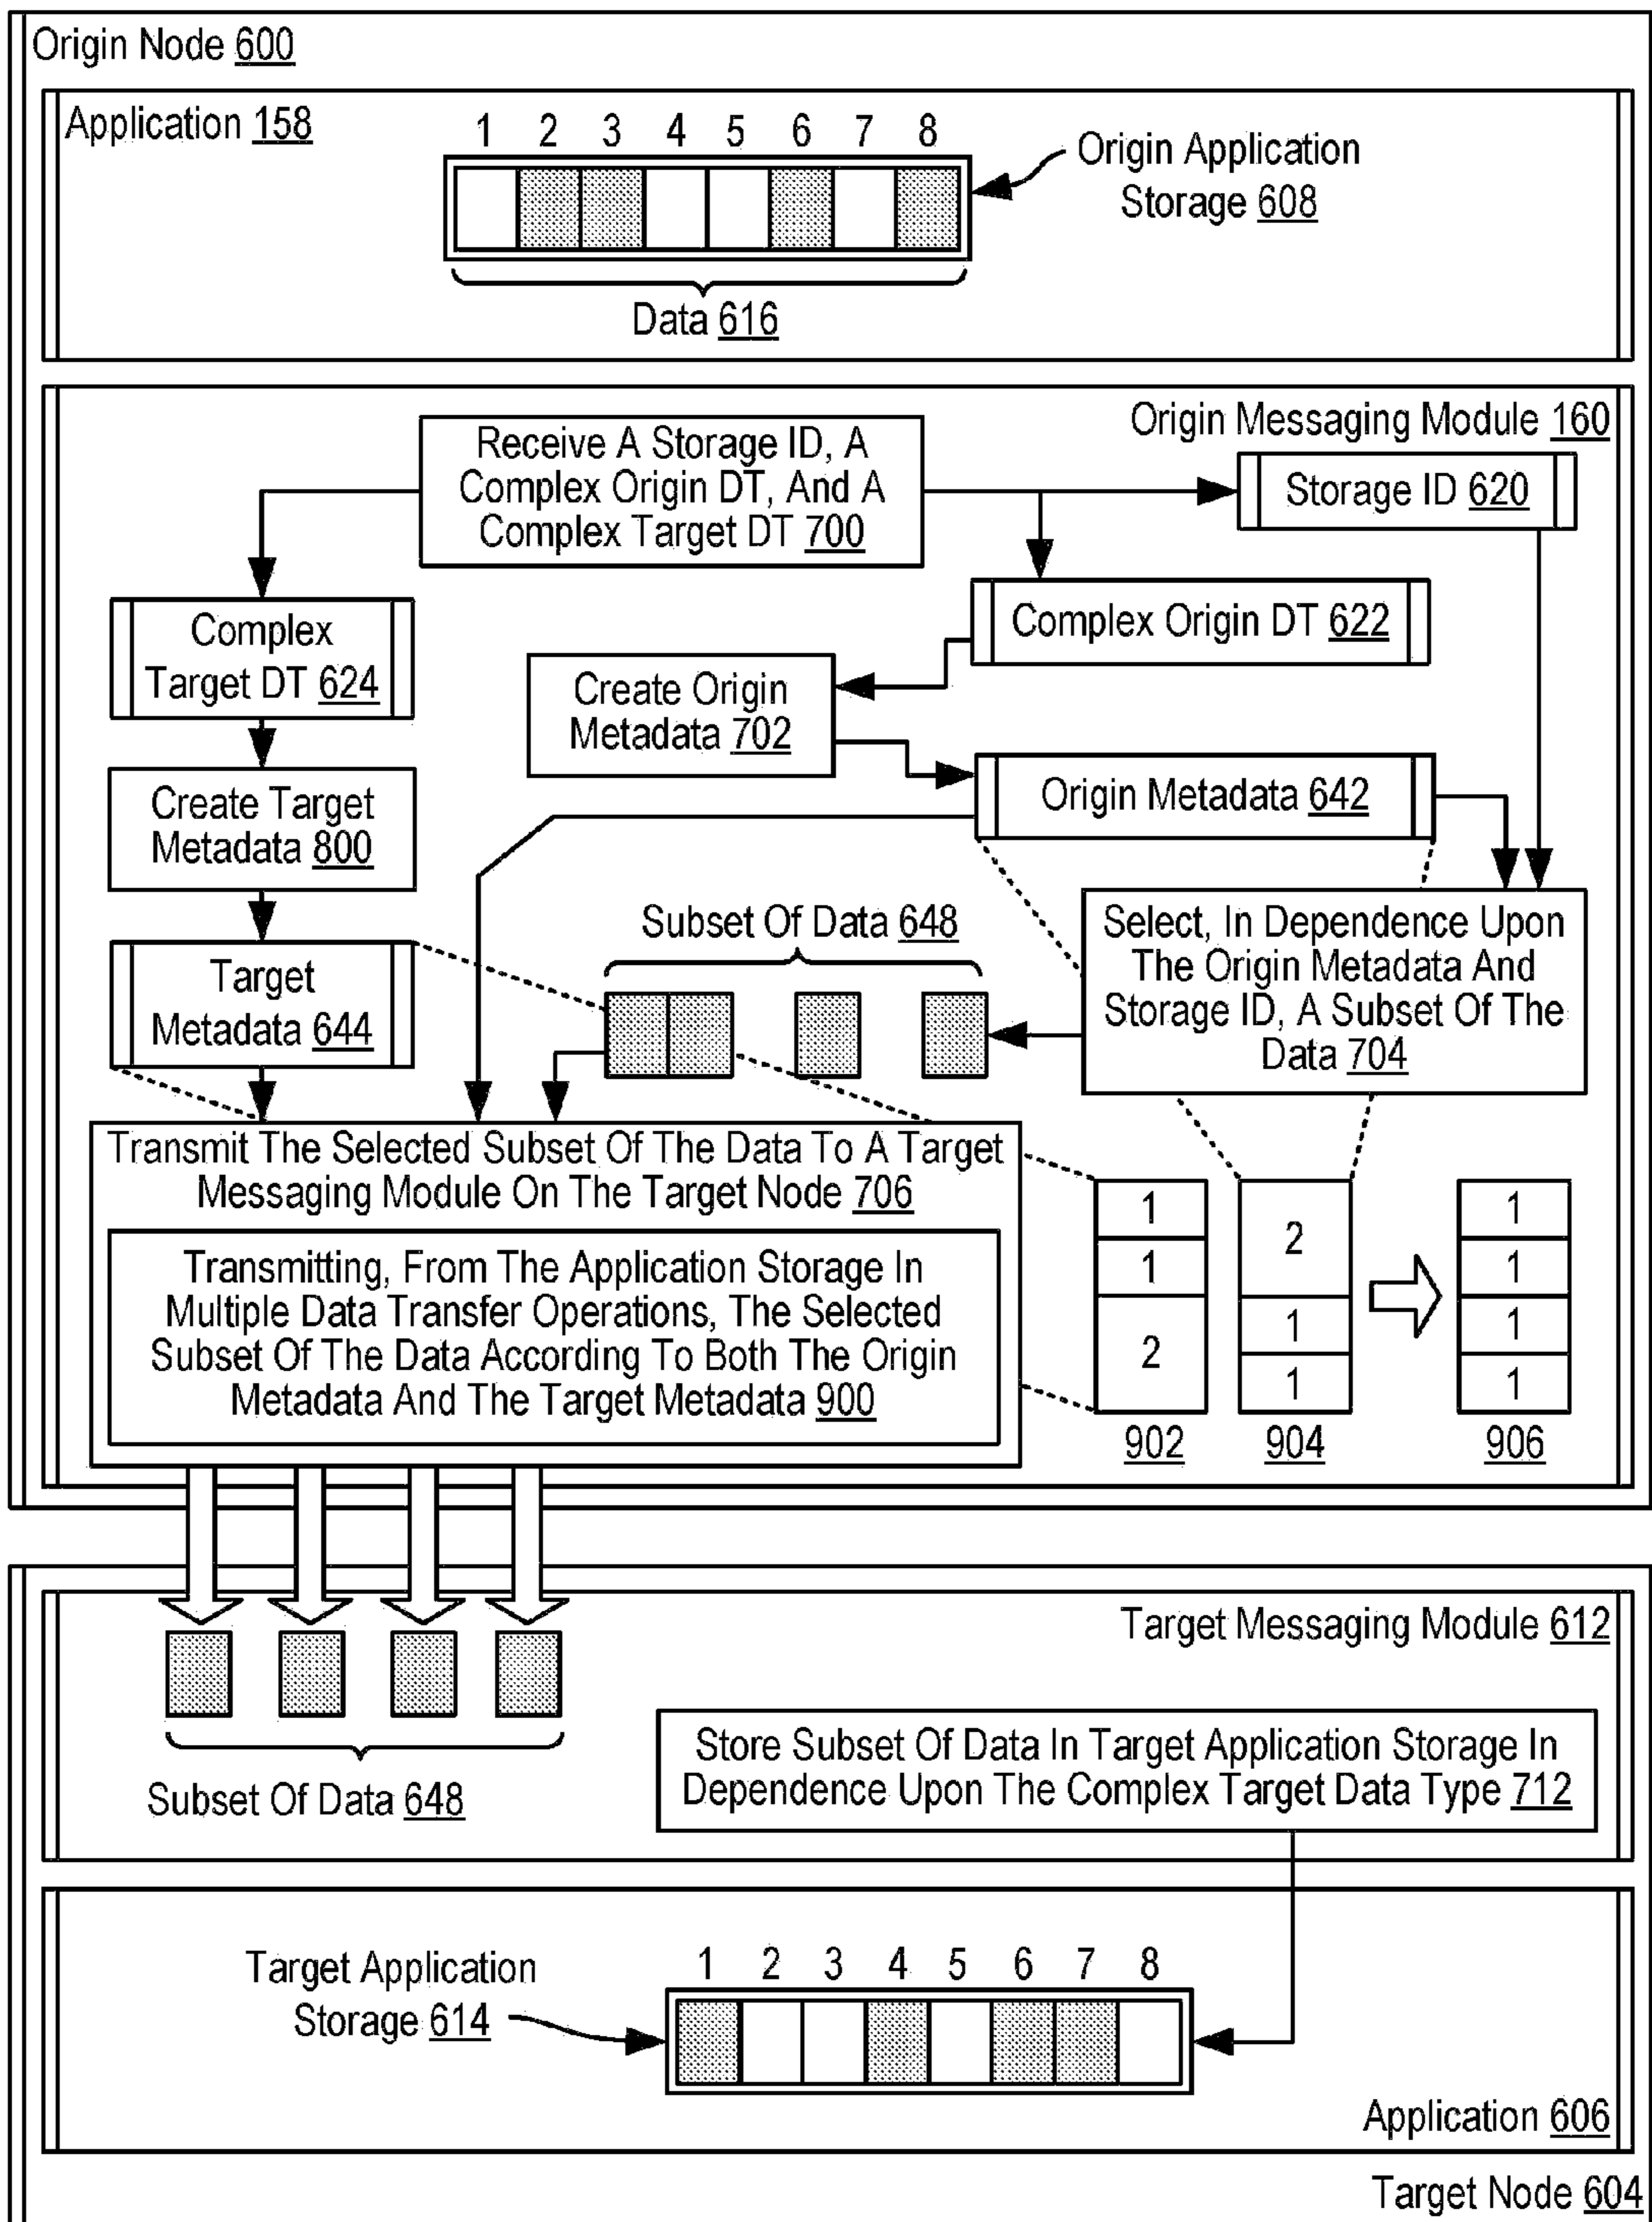 Origin Node 600
Application 158
1 2 3 4 5 6 7 8
Origin Application
Storage 608
Data 616
Origin Messaging Module 160
Receive A Storage ID, A
Complex Origin DT, And A
Complex Target DT 700
Storage ID 620
Complex Origin DT 622
Complex
Target DT 624
Create Origin
Metadata 702
Create Target
Metadata 800
Origin Metadata 642
Subset Of Data 648
Select, In Dependence Upon
The Origin Metadata And
Storage ID, A Subset Of The
Data 704
Target
Metadata 644
Transmit The Selected Subset Of The Data To A Target
Messaging Module On The Target Node 706
Transmitting, From The Application Storage In
Multiple Data Transfer Operations, The Selected
Subset Of The Data According To Both The Origin
Metadata And The Target Metadata 900
1
1
2
902
2
1
1
904
1
1
1
1
906
Target Messaging Module 612
Subset Of Data 648
Store Subset Of Data In Target Application Storage In
Dependence Upon The Complex Target Data Type 712
Target Application
Storage 614
1 2 3 4 5 6 7 8
Application 606
Target Node 604